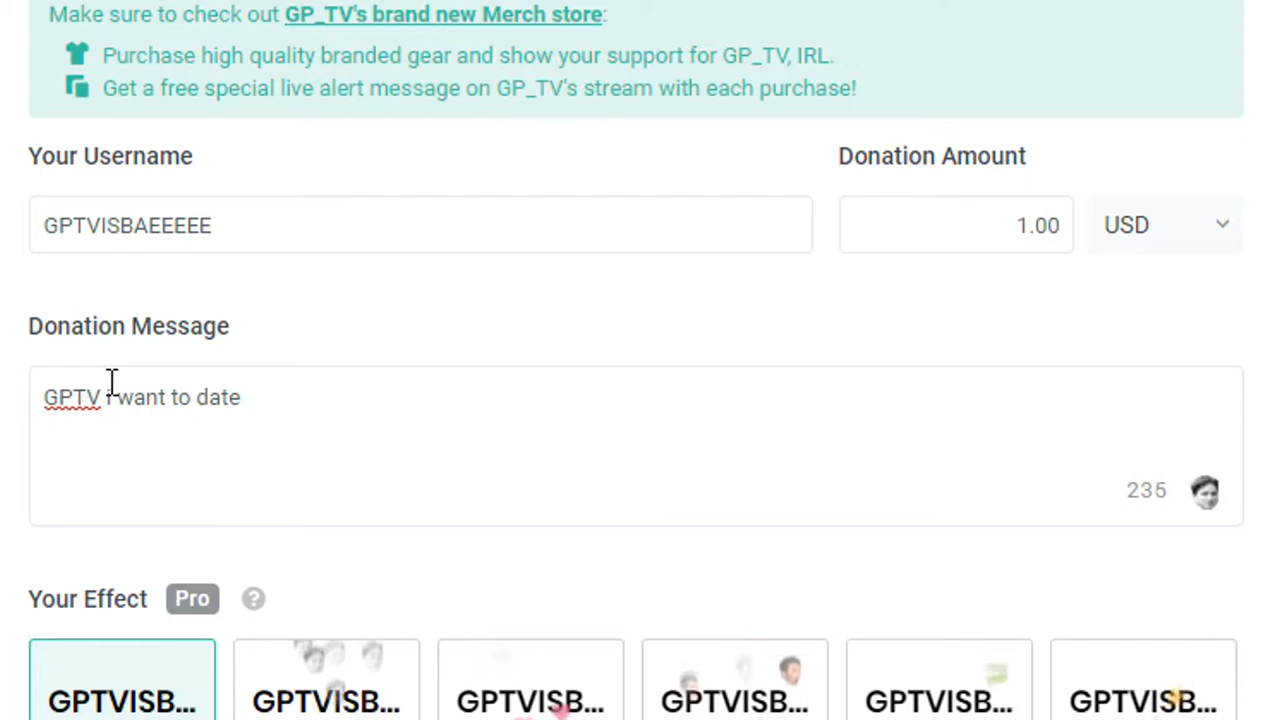 Make sure to check out GP_TV's brand new Merch store:
Purchase high quality branded gear and show your support for GP_TV, IRL.
Get a free special live alert message on GP_TV's stream with each purchase!
Your Username
Donation Amount
GPTVISBAEEEEE
1.00
USD
Donation Message
GPTV i want to date
235
Your Effect Pro ?
GPTVISB... GPTVISB... GPTVISB... GPTVISB... GPTVISB... GPTVISB...